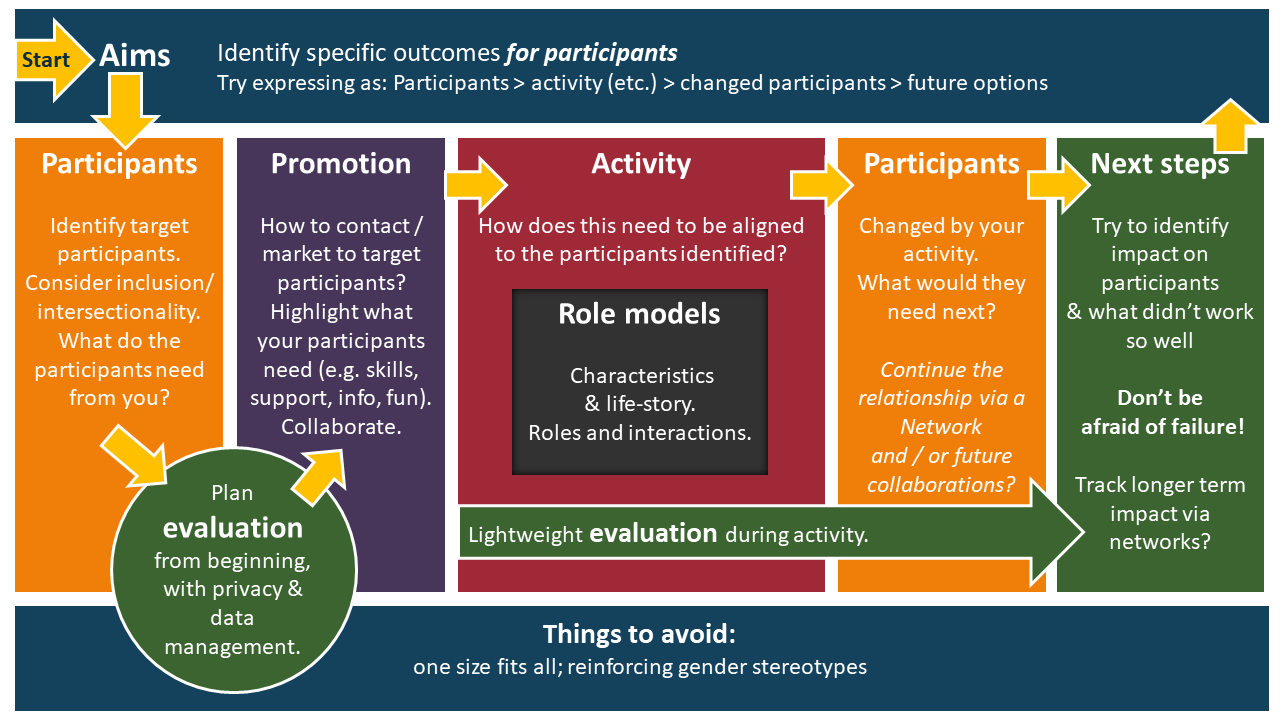 Start
Aims
Identify specific outcomes for participants
Try expressing as: Participants > activity (etc.) > changed participants > future options
Participants
Identify target
participants.
Consider inclusion/
intersectionality.
What do the
participants need
from you?
Plan
evaluation
from beginning,
with privacy &
data
management.
Promotion
How to contact /
market to target
participants?
Highlight what
your participants
need (e.g. skills,
support, info, fun).
Collaborate.
Activity
How does this need to be aligned
to the participants identified?
Role models
Characteristics
& life-story.
Roles and interactions.
Lightweight evaluation during activity.
Participants
Changed by your
activity.
What would they
need next?
Continue the
relationship via a
Network
and / or future
collaborations?
Next steps
Try to identify
impact on
participants
& what didn’t work
so well
Don’t be
afraid of failure!
Track longer term
impact via
networks?
Things to avoid:
one size fits all; reinforcing gender stereotypes